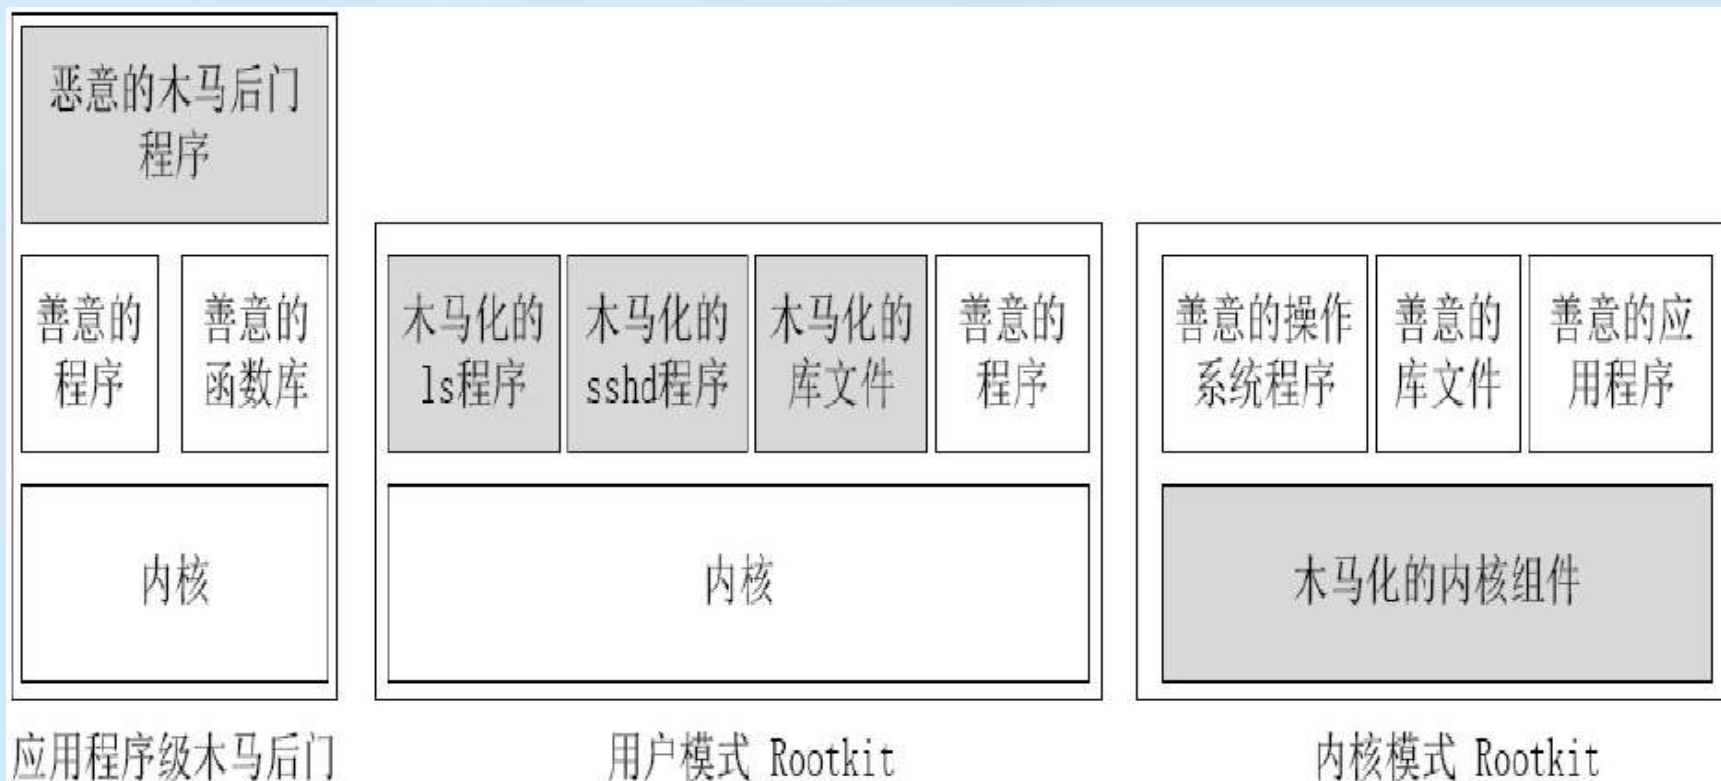 恶意的木马后门
程序
善意的
程序
善意的
函数库
内核
应用程序级木马后门
木马化的
ls程序
木马化的
sshd程序
木马化的
库文件
善意的
程序
内核
用户模式 Rootkit
善意的操作
系统程序
善意的
库文件
善意的应
用程序
木马化的内核组件
内核模式 Rootkit